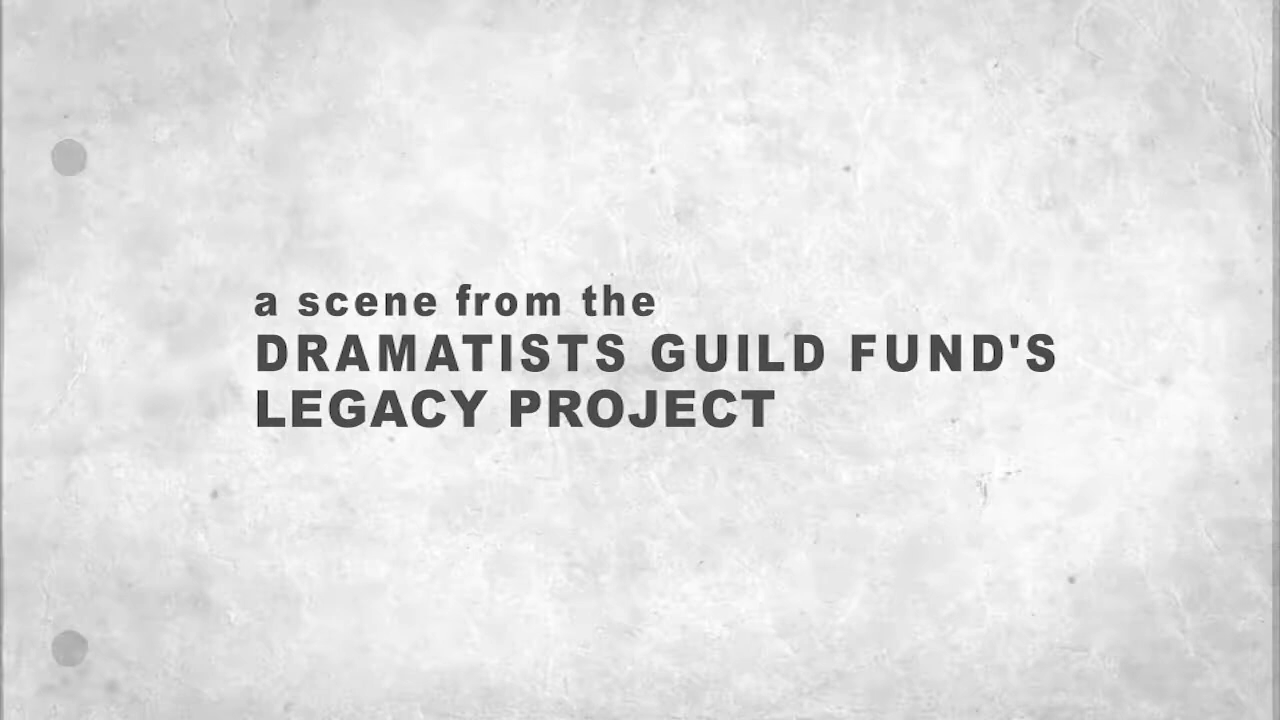 a scene from the
DRAMATISTS GUILD FUND'S
LEGACY PROJECT